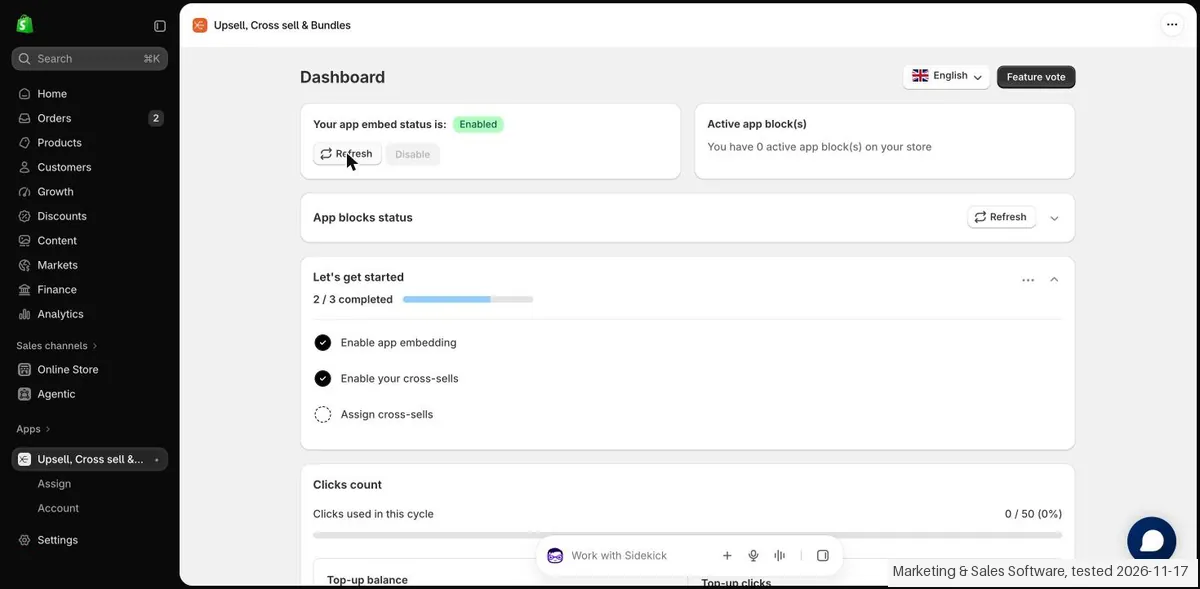 Upsell, Cross sell & Bundles
Search ⌘K
Home
Orders 2
Products
Customers
Growth
Discounts
Content
Markets
Finance
Analytics
Sales channels
Online Store
Agentic
Apps
Upsell, Cross sell &...
Assign
Account
Settings
Dashboard
English
Feature vote
Your app embed status is: Enabled
Refresh Disable
Active app block(s)
You have 0 active app block(s) on your store
App blocks status
Refresh
Let's get started
2 / 3 completed
Enable app embedding
Enable your cross-sells
Assign cross-sells
Clicks count
Clicks used in this cycle 0 / 50 (0%)
Work with Sidekick
Top-up balance
Top-up clicks
Marketing & Sales Software, tested 2026-11-17